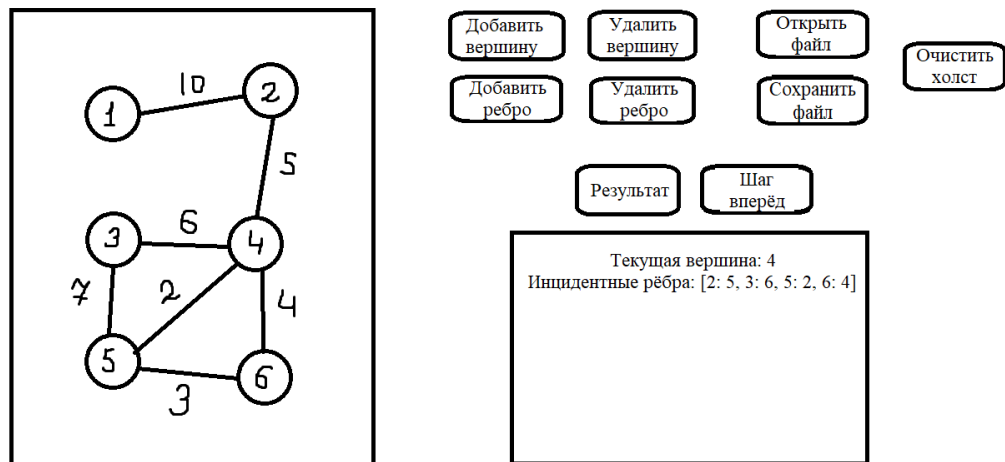 10
1
2
5
3
6
4
7
2
4
5
3
6
Добавить
вершину
Удалить
вершину
Открыть
файл
Очистить
холст
Добавить
ребро
Удалить
ребро
Сохранить
файл
Результат
Шаг
вперёд
Текущая вершина: 4
Инцидентные рёбра: [2: 5, 3: 6, 5: 2, 6: 4]